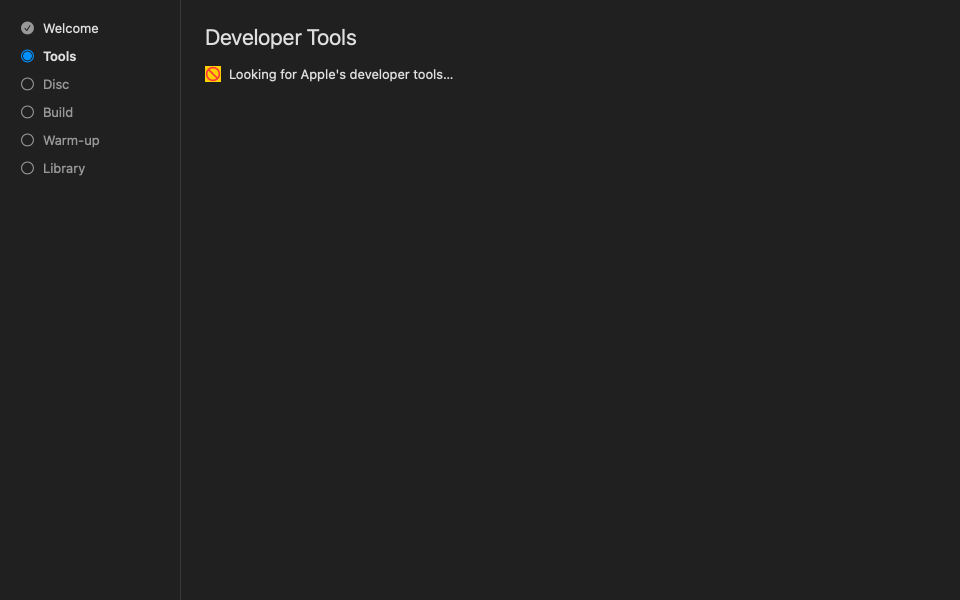 Welcome
Tools
Disc
Build
Warm-up
Library
Developer Tools
Looking for Apple's developer tools...